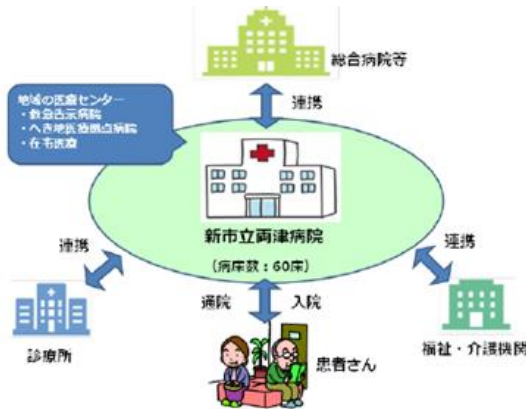 総合病院等
連携
地域の医療センター
・救急告示病院
・へき地医療拠点病院
・在宅医療
新市立両津病院
(病床数:60床)
連携
連携
通院
入院
診療所
患者さん
福祉・介護機関